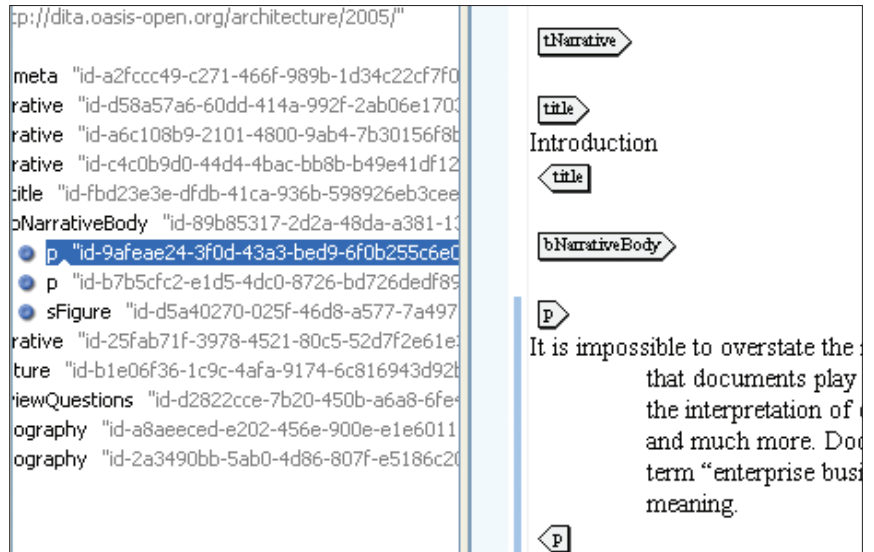 tp://dita.oasis-open.org/architecture/2005/"
meta "id-a2fccc49-c271-466f-989b-1d34c22cf7f0
rative "id-d58a57a6-60dd-414a-992f-2ab06e1703
rative "id-a6c108b9-2101-4800-9ab4-7b30156f8b
rative "id-c4c0b9d0-44d4-4bac-bb8b-b49e41df12
title "id-fbd23e3e-dfdb-41ca-936b-598926eb3cee
bNarrativeBody "id-89b85317-2d2a-48da-a381-13
p "id-9afeae24-3f0d-43a3-bed9-6f0b255c6e0
p "id-b7b5cfc2-e1d5-4dc0-8726-bd726dedf89
sFigure "id-d5a40270-025f-46d8-a577-7a497
rative "id-25fab71f-3978-4521-80c5-52d7f2e61e
ture "id-b1e06f36-1c9c-4afa-9174-6c816943d92b
viewQuestions "id-d2822cce-7b20-450b-a6a8-6fe4
ography "id-a8aeeced-e202-456e-900e-e1e6011
ography "id-2a3490bb-5ab0-4d86-807f-e5186c20
tNarrative
title
Introduction
title
bNarrativeBody
p
It is impossible to overstate the
that documents play
the interpretation of
and much more. Doc
term “enterprise busi
meaning.
p